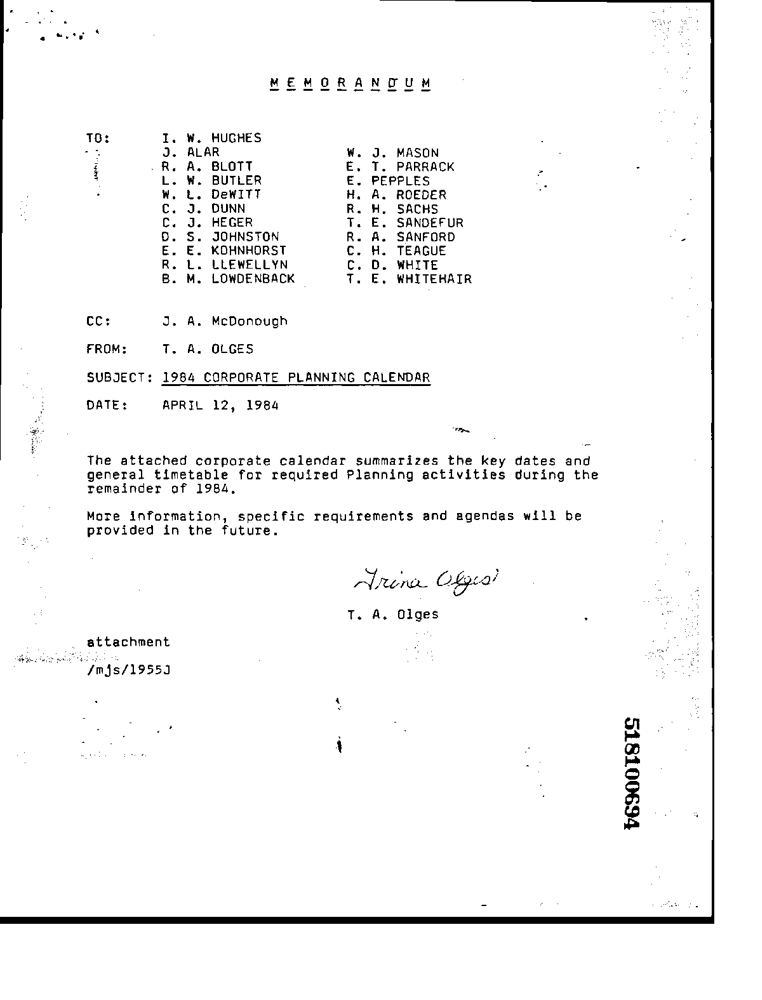 MEMORANDUM
TO: I. W. HUGHES
J. ALAR W. J. MASON
R. A. BLOTT E. T. PARRACK
L. W. BUTLER E. PEPPLES
W. L. DeWITT H. A. ROEDER
C. J. DUNN R. H. SACHS
C. J. HEGER T. E. SANDEFUR
D. S. JOHNSTON R. A. SANFORD
E. E. KOHNHORST C. H. TEAGUE
R. L. LLEWELLYN C. D. WHITE
B. M. LOWDENBACK T. E. WHITEHAIR
CC: J. A. McDonough
FROM: T. A. OLGES
SUBJECT: 1984 CORPORATE PLANNING CALENDAR
DATE: APRIL 12, 1984
The attached corporate calendar summarizes the key dates and
general timetable for required Planning activities during the
remainder of 1984.
More information, specific requirements and agendas will be
provided in the future.
T. A. Olges
attachment
/mjs/1955J
518100694